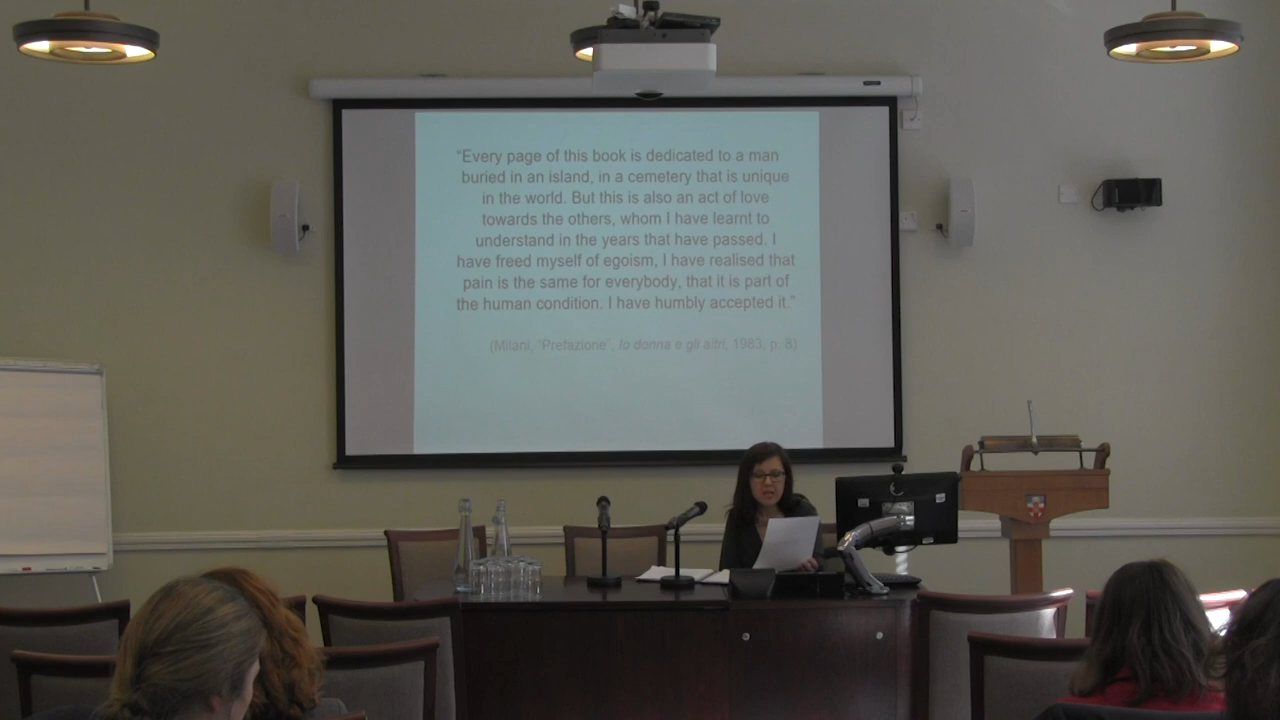 “Every page of this book is dedicated to a man
buried in an island, in a cemetery that is unique
in the world. But this is also an act of love
towards the others, whom I have learnt to
understand in the years that have passed. I
have freed myself of egoism, I have realised that
pain is the same for everybody, that it is part of
the human condition. I have humbly accepted it.”
(Milani, “Prefazione”, Io donna e gli altri, 1983, p. 8)